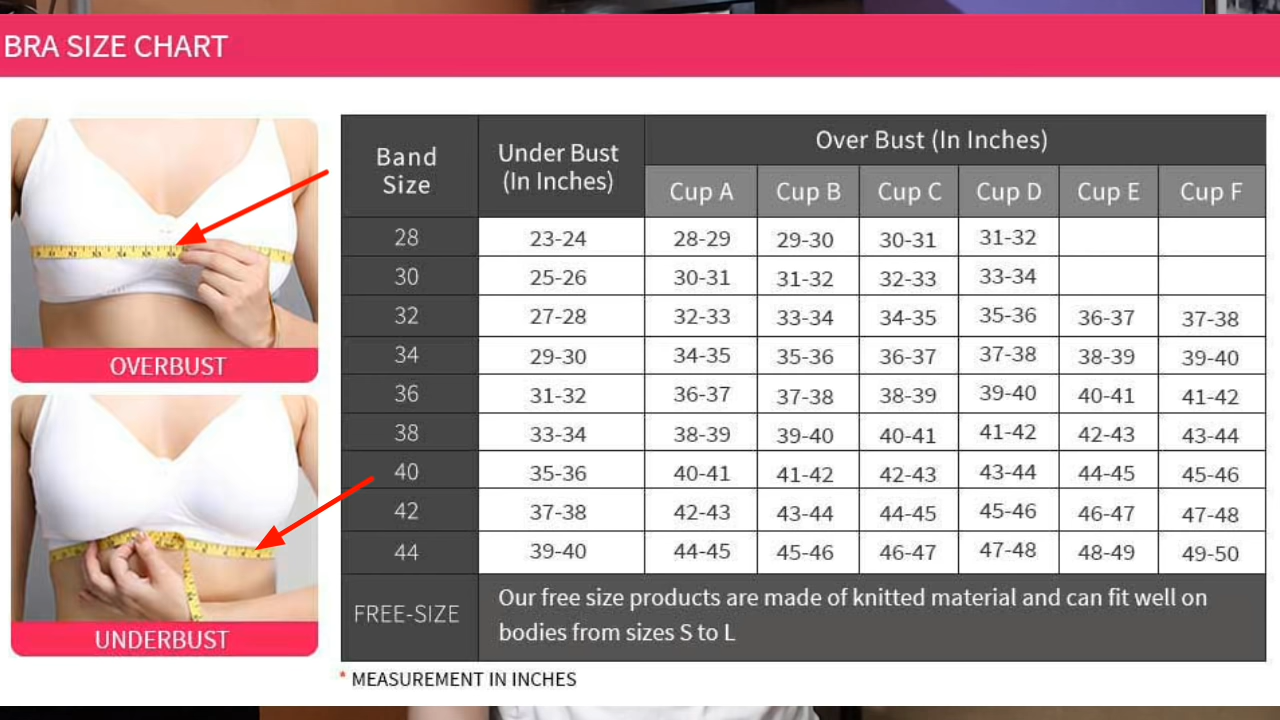 BRA SIZE CHART
OVERBUST
UNDERBUST
Band Size | Under Bust (In Inches) | Over Bust (In Inches)
Cup A | Cup B | Cup C | Cup D | Cup E | Cup F
28 | 23-24 | 28-29 | 29-30 | 30-31 | 31-32
30 | 25-26 | 30-31 | 31-32 | 32-33 | 33-34
32 | 27-28 | 32-33 | 33-34 | 34-35 | 35-36 | 36-37 | 37-38
34 | 29-30 | 34-35 | 35-36 | 36-37 | 37-38 | 38-39 | 39-40
36 | 31-32 | 36-37 | 37-38 | 38-39 | 39-40 | 40-41 | 41-42
38 | 33-34 | 38-39 | 39-40 | 40-41 | 41-42 | 42-43 | 43-44
40 | 35-36 | 40-41 | 41-42 | 42-43 | 43-44 | 44-45 | 45-46
42 | 37-38 | 42-43 | 43-44 | 44-45 | 45-46 | 46-47 | 47-48
44 | 39-40 | 44-45 | 45-46 | 46-47 | 47-48 | 48-49 | 49-50
FREE-SIZE | Our free size products are made of knitted material and can fit well on
bodies from sizes S to L
* MEASUREMENT IN INCHES